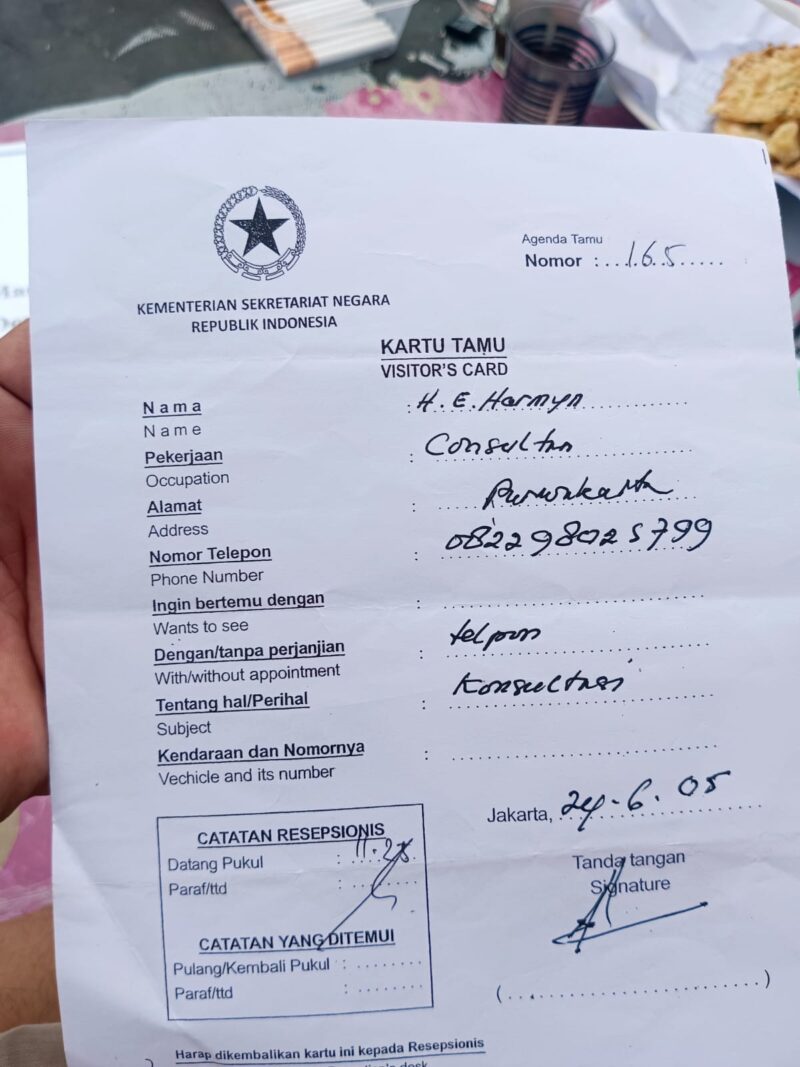 Agenda Tamu
Nomor : ...1.6.5.....
KEMENTERIAN SEKRETARIAT NEGARA
REPUBLIK INDONESIA
KARTU TAMU
VISITOR'S CARD
Nama : H. E. Harmyn
Name
Pekerjaan : Consultan
Occupation
Alamat : Purwakarta
Address
Nomor Telepon : 082298025799
Phone Number
Ingin bertemu dengan :
Wants to see
Dengan/tanpa perjanjian : telpon
With/without appointment
Tentang hal/Perihal : Konsultasi
Subject
Kendaraan dan Nomornya :
Vechicle and its number
Jakarta, 24.6.05
CATATAN RESEPSIONIS
Datang Pukul :
Paraf/ttd :
CATATAN YANG DITEMUI
Pulang/Kembali Pukul :
Paraf/ttd :
Tanda tangan
Signature
(........................)
Harap dikembalikan kartu ini kepada Resepsionis